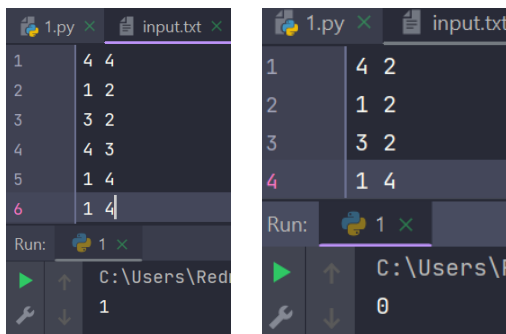 1.py × input.txt ×
1 4 4
2 1 2
3 3 2
4 4 3
5 1 4
6 1 4
Run: 1 ×
C:\Users\Redm
1
1.py × input.txt
1 4 2
2 1 2
3 3 2
4 1 4
Run: 1 ×
C:\Users\
0